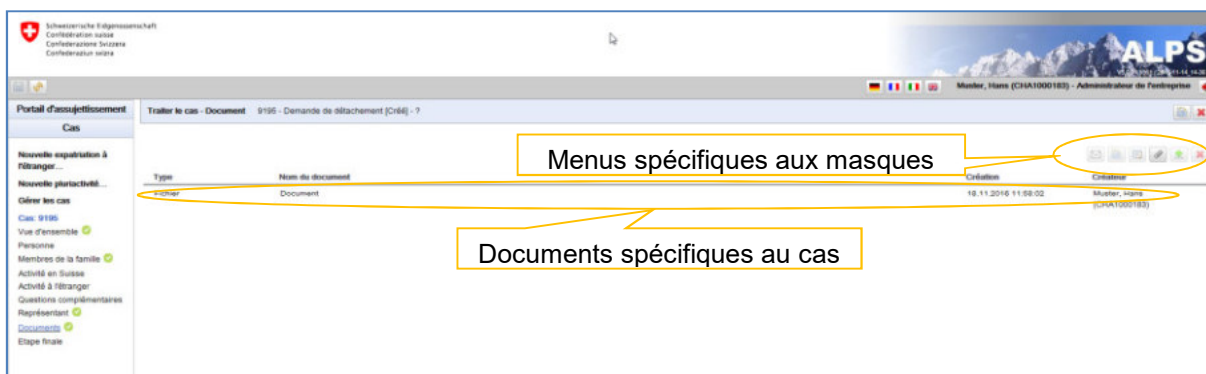 Schweizerische Eidgenossenschaft
Confédération suisse
Confederazione Svizzera
Confederaziun svizra
ALPS
Muster, Hans (CHA1000183) - Administrateur de l'entreprise
Portail d'assujettissement
Cas
Traiter le cas - Document 9195 - Demande de détachement [Créé] - ?
Menus spécifiques aux masques
Nouvelle expatriation à
l'étranger...
Nouvelle pluriactivité...
Gérer les cas
Cas: 9195
Vue d'ensemble
Personne
Membres de la famille
Activité en Suisse
Activité à l'étranger
Questions complémentaires
Représentant
Documents
Etape finale
Type Nom du document Création Créateur
Fichier Document 18.11.2016 11:58:02 Muster, Hans
(CHA1000183)
Documents spécifiques au cas